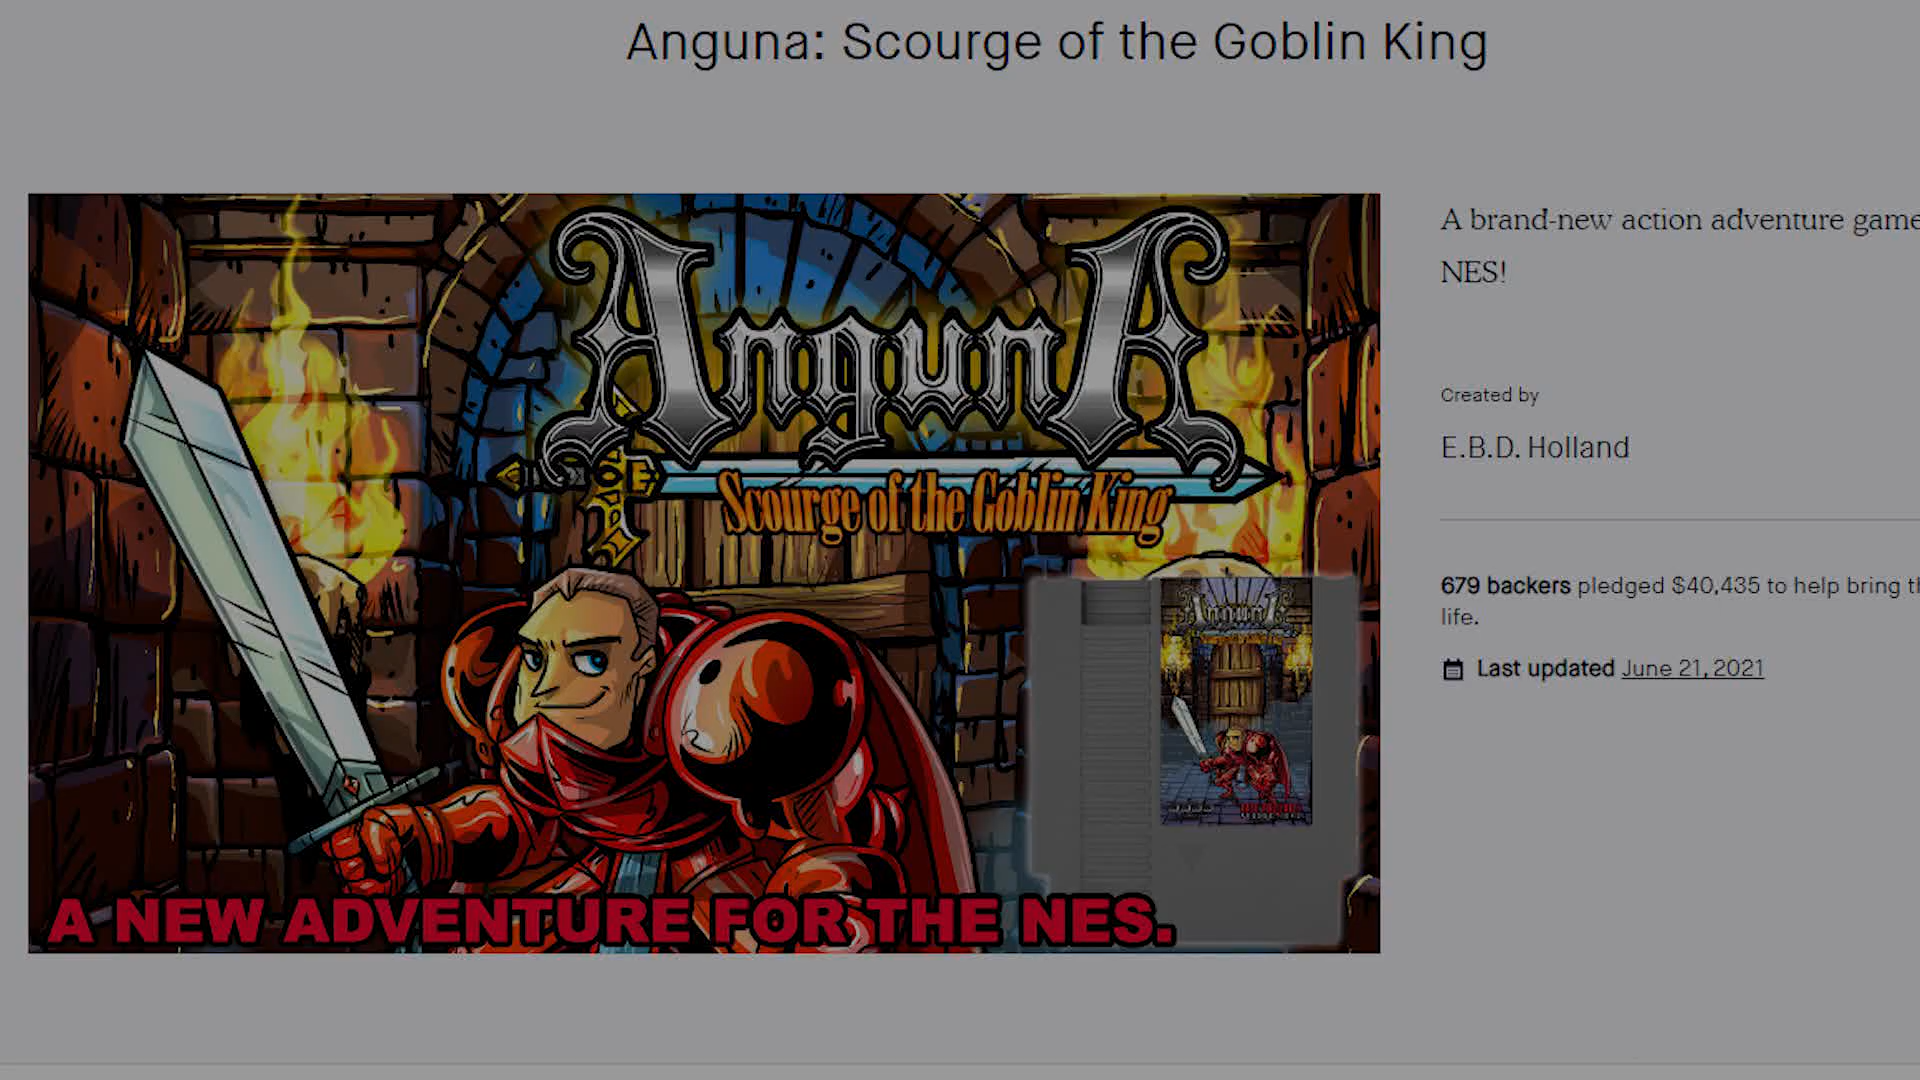 Anguna: Scourge of the Goblin King
Anguna
Scourge of the Goblin King
A NEW ADVENTURE FOR THE NES.
Anguna
A brand-new action adventure game
NES!
Created by
E.B.D. Holland
679 backers pledged $40,435 to help bring
life.
Last updated June 21, 2021